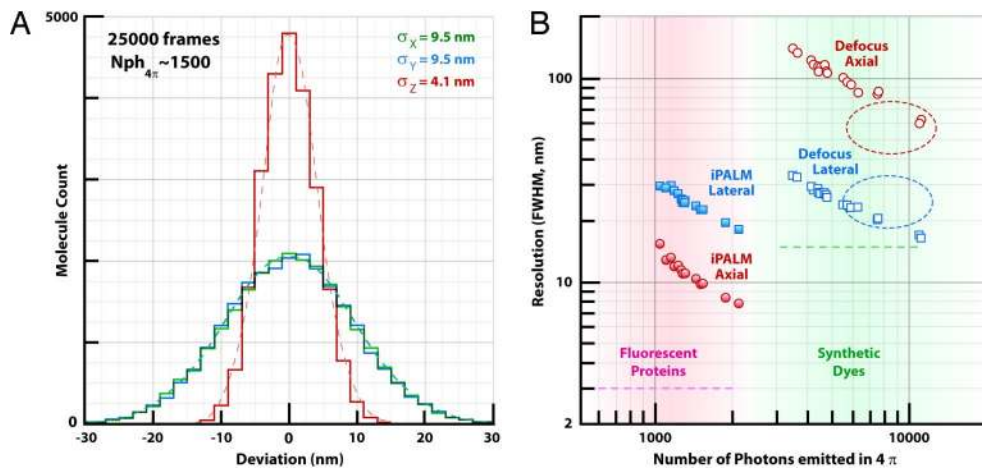 A
5000
25000 frames
Nph4π ~1500
σX = 9.5 nm
σY = 9.5 nm
σZ = 4.1 nm
Molecule Count
0
-30 -20 -10 0 10 20 30
Deviation (nm)
B
100
10
2
Resolution (FWHM, nm)
Defocus
Axial
Defocus
Lateral
iPALM
Lateral
iPALM
Axial
Fluorescent
Proteins
Synthetic
Dyes
1000 10000
Number of Photons emitted in 4 π